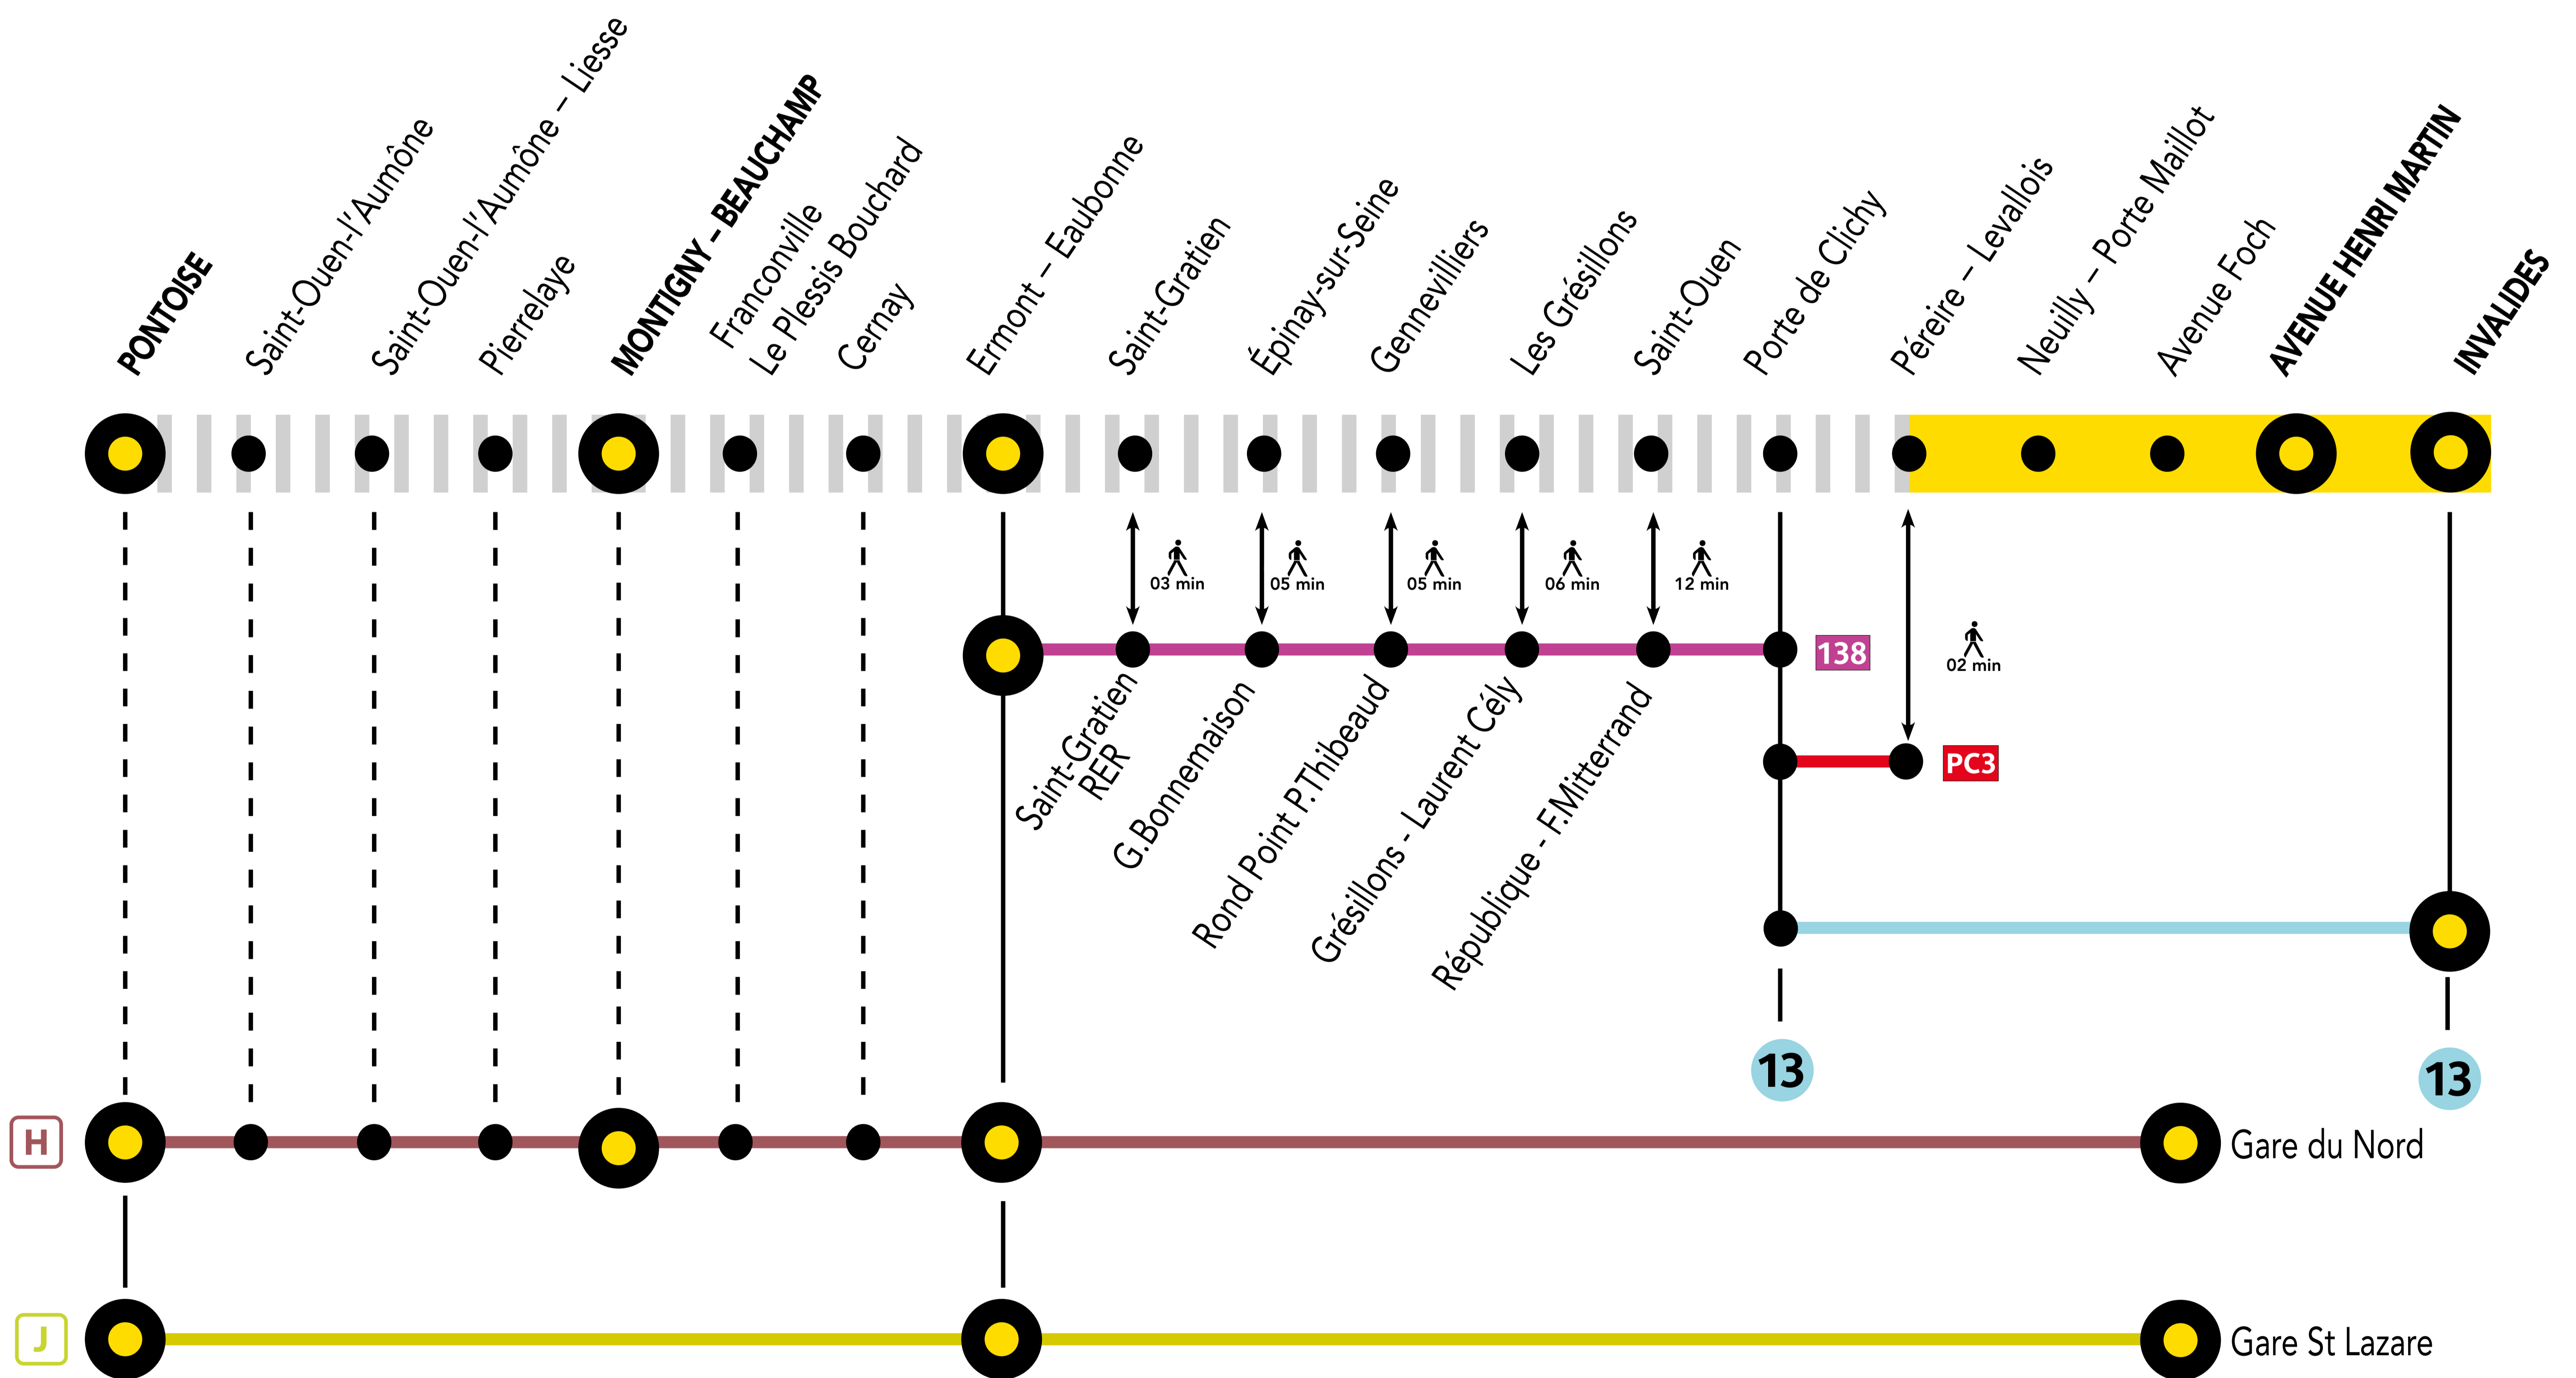 PONTOISE
Saint-Ouen-l'Aumône
Saint-Ouen-l'Aumône – Liesse
Pierrelaye
MONTIGNY – BEAUCHAMP
Franconville
Le Plessis Bouchard
Cernay
Ermont – Eaubonne
Saint-Gratien
Épinay-sur-Seine
Gennevilliers
Les Grésillons
Saint-Ouen
Porte de Clichy
Péreire – Levallois
Neuilly – Porte Maillot
Avenue Foch
AVENUE HENRI MARTIN
INVALIDES
03 min
05 min
05 min
06 min
12 min
02 min
138
Saint-Gratien
RER
G.Bonnemaison
Rond Point P.Thibeaud
Grésillons - Laurent Cély
République - F.Mitterrand
PC3
13
13
H
Gare du Nord
J
Gare St Lazare